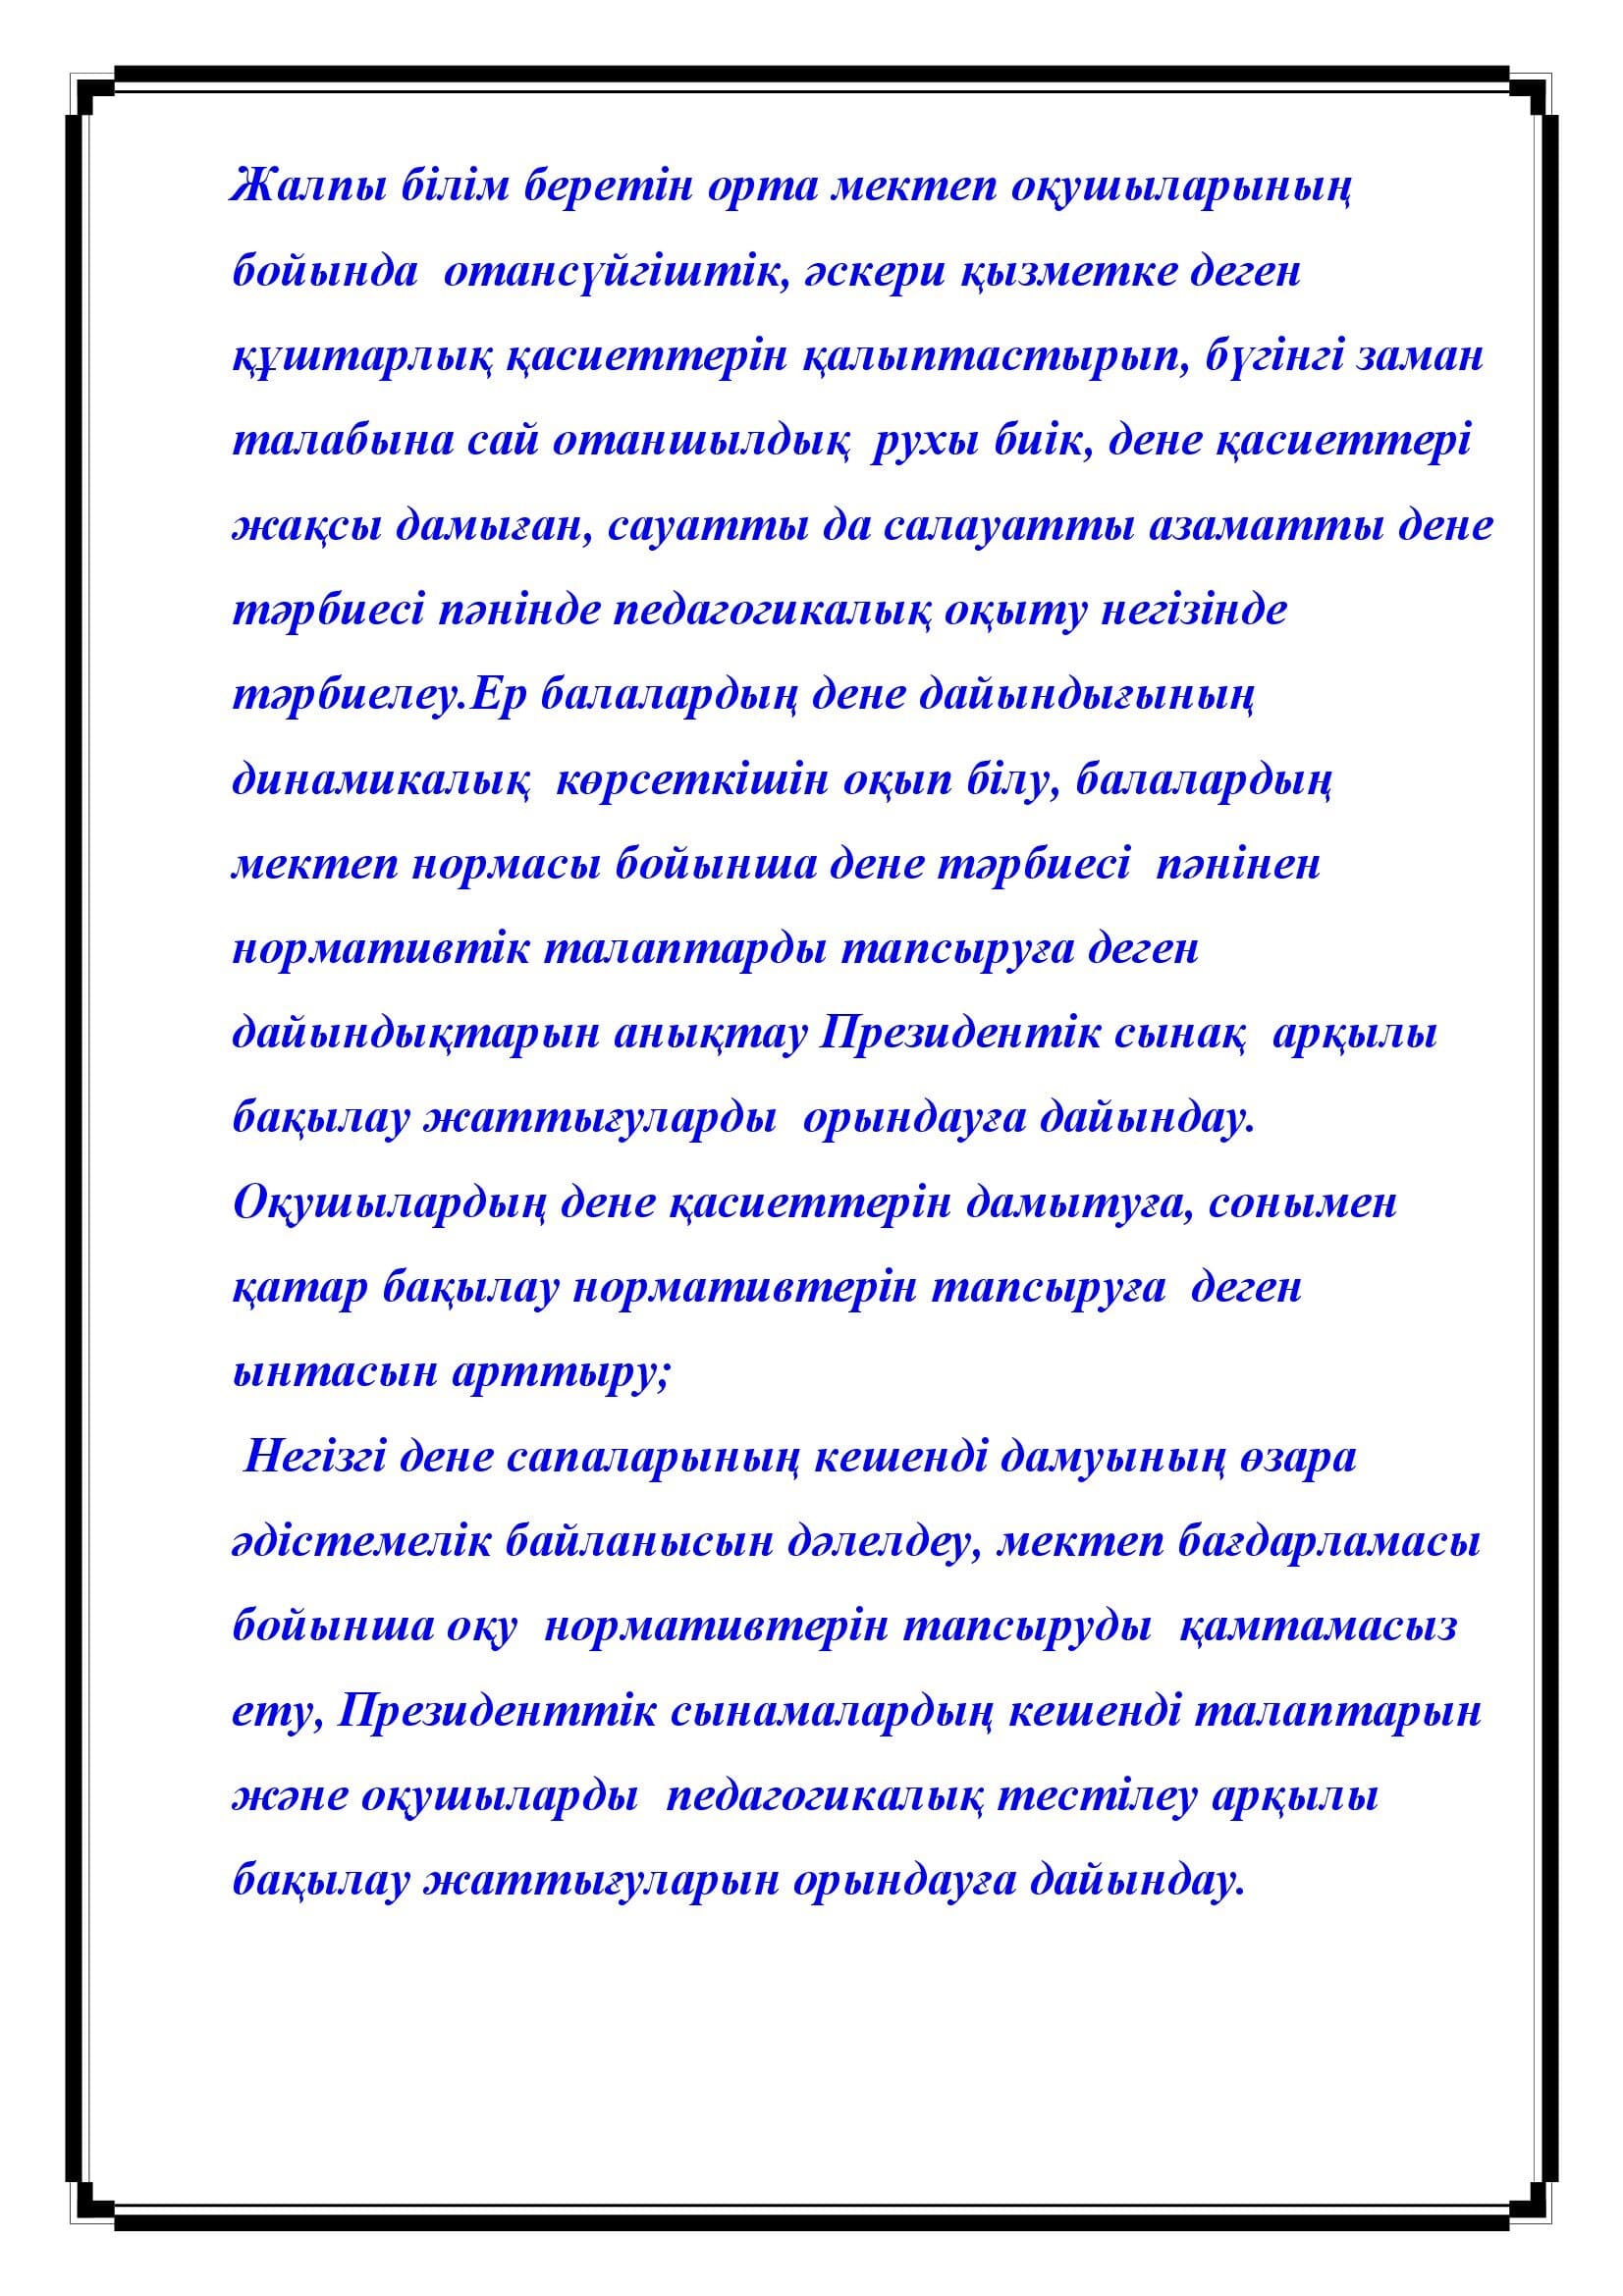 Жалпы білім беретін орта мектеп оқушыларының
бойында  отансүйгіштік, әскери қызметке деген
құштарлық қасиеттерін қалыптастырып, бүгінгі заман
талабына сай отаншылдық  рухы биік, дене қасиеттері
жақсы дамыған, сауатты да салауатты азаматты дене
тәрбиесі пәнінде педагогикалық оқыту негізінде
тәрбиелеу.Ер балалардың дене дайындығының
динамикалық  көрсеткішін оқып білу, балалардың
мектеп нормасы бойынша дене тәрбиесі  пәнінен
нормативтік талаптарды тапсыруға деген
дайындықтарын анықтау Президентік сынақ  арқылы
бақылау жаттығуларды  орындауға дайындау.
Оқушылардың дене қасиеттерін дамытуға, сонымен
қатар бақылау нормативтерін тапсыруға  деген
ынтасын арттыру;
Негізгі дене сапаларының кешенді дамуының өзара
әдістемелік байланысын дәлелдеу, мектеп бағдарламасы
бойынша оқу  нормативтерін тапсыруды  қамтамасыз
ету, Президенттік сынамалардың кешенді талаптарын
және оқушыларды  педагогикалық тестілеу арқылы
бақылау жаттығуларын орындауға дайындау.